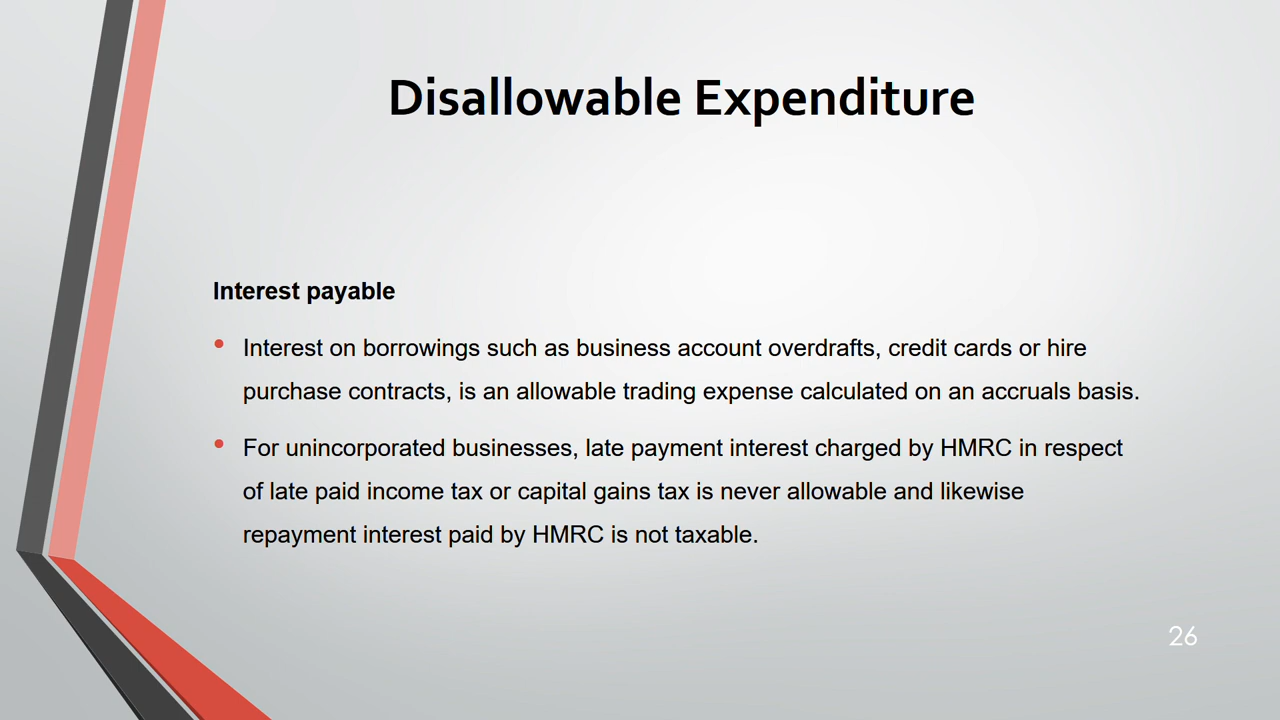 Disallowable Expenditure
Interest payable
• Interest on borrowings such as business account overdrafts, credit cards or hire
purchase contracts, is an allowable trading expense calculated on an accruals basis.
• For unincorporated businesses, late payment interest charged by HMRC in respect
of late paid income tax or capital gains tax is never allowable and likewise
repayment interest paid by HMRC is not taxable.
26